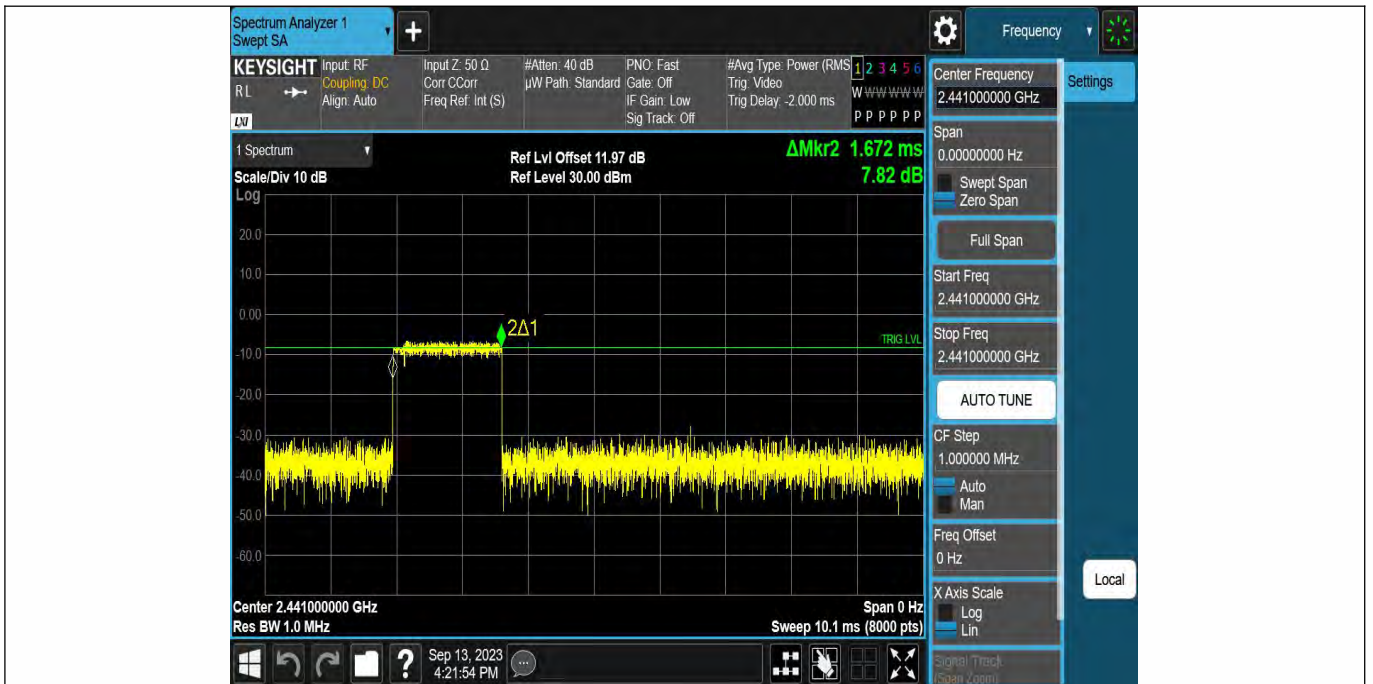 Spectrum Analyzer 1
Swept SA
+
Frequency
KEYSIGHT
RL
LXI
Input: RF
Coupling: DC
Align: Auto
Input Z: 50 Ω
Corr CCorr
Freq Ref: Int (S)
#Atten: 40 dB
µW Path: Standard
PNO: Fast
Gate: Off
IF Gain: Low
Sig Track: Off
#Avg Type: Power (RMS
Trig: Video
Trig Delay: -2.000 ms
1 2 3 4 5 6
W W W W W W
P P P P P P
1 Spectrum
Scale/Div 10 dB
Ref Lvl Offset 11.97 dB
Ref Level 30.00 dBm
ΔMkr2 1.672 ms
7.82 dB
Log
20.0
10.0
0.00
-10.0
-20.0
-30.0
-40.0
-50.0
-60.0
2Δ1
TRIG LVL
Center 2.441000000 GHz
Res BW 1.0 MHz
Span 0 Hz
Sweep 10.1 ms (8000 pts)
Center Frequency
2.441000000 GHz
Settings
Span
0.00000000 Hz
Swept Span
Zero Span
Full Span
Start Freq
2.441000000 GHz
Stop Freq
2.441000000 GHz
AUTO TUNE
CF Step
1.000000 MHz
Auto
Man
Freq Offset
0 Hz
X Axis Scale
Log
Lin
Signal Track
(Span Zoom)
Local
?
Sep 13, 2023
4:21:54 PM